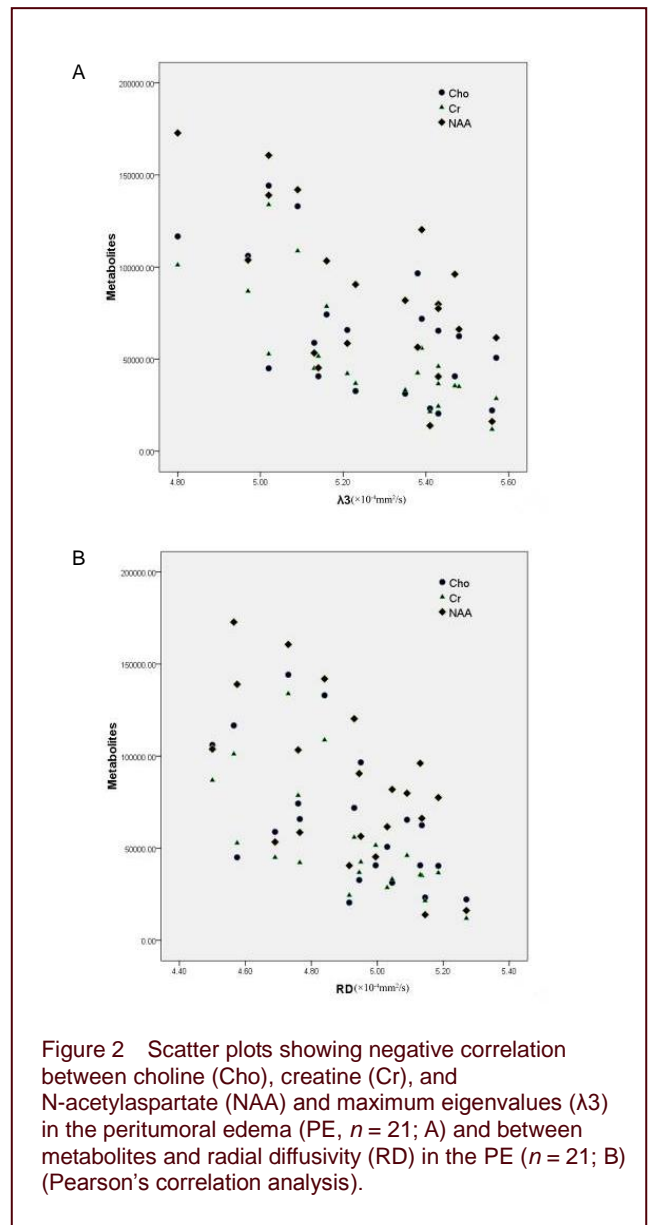 A
200000.00
Cho
Cr
NAA
150000.00
Metabolites
100000.00
50000.00
0.00
4.80 5.00 5.20 5.40 5.60
λ3(×10⁻⁴mm²/s)
B
200000.00
Cho
Cr
NAA
150000.00
Metabolites
100000.00
50000.00
0.00
4.40 4.60 4.80 5.00 5.20 5.40
RD(×10⁻⁴mm²/s)
Figure 2 Scatter plots showing negative correlation
between choline (Cho), creatine (Cr), and
N-acetylaspartate (NAA) and maximum eigenvalues (λ3)
in the peritumoral edema (PE, n = 21; A) and between
metabolites and radial diffusivity (RD) in the PE (n = 21; B)
(Pearson's correlation analysis).